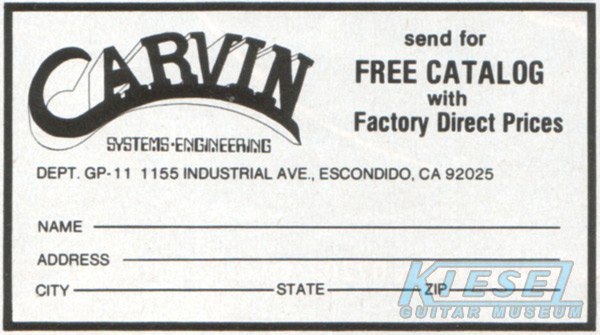 CARVIN
SYSTEMS·ENGINEERING
send for
FREE CATALOG
with
Factory Direct Prices
DEPT. GP-11 1155 INDUSTRIAL AVE., ESCONDIDO, CA 92025
NAME
ADDRESS
CITY STATE ZIP
KIESEL
GUITAR MUSEUM